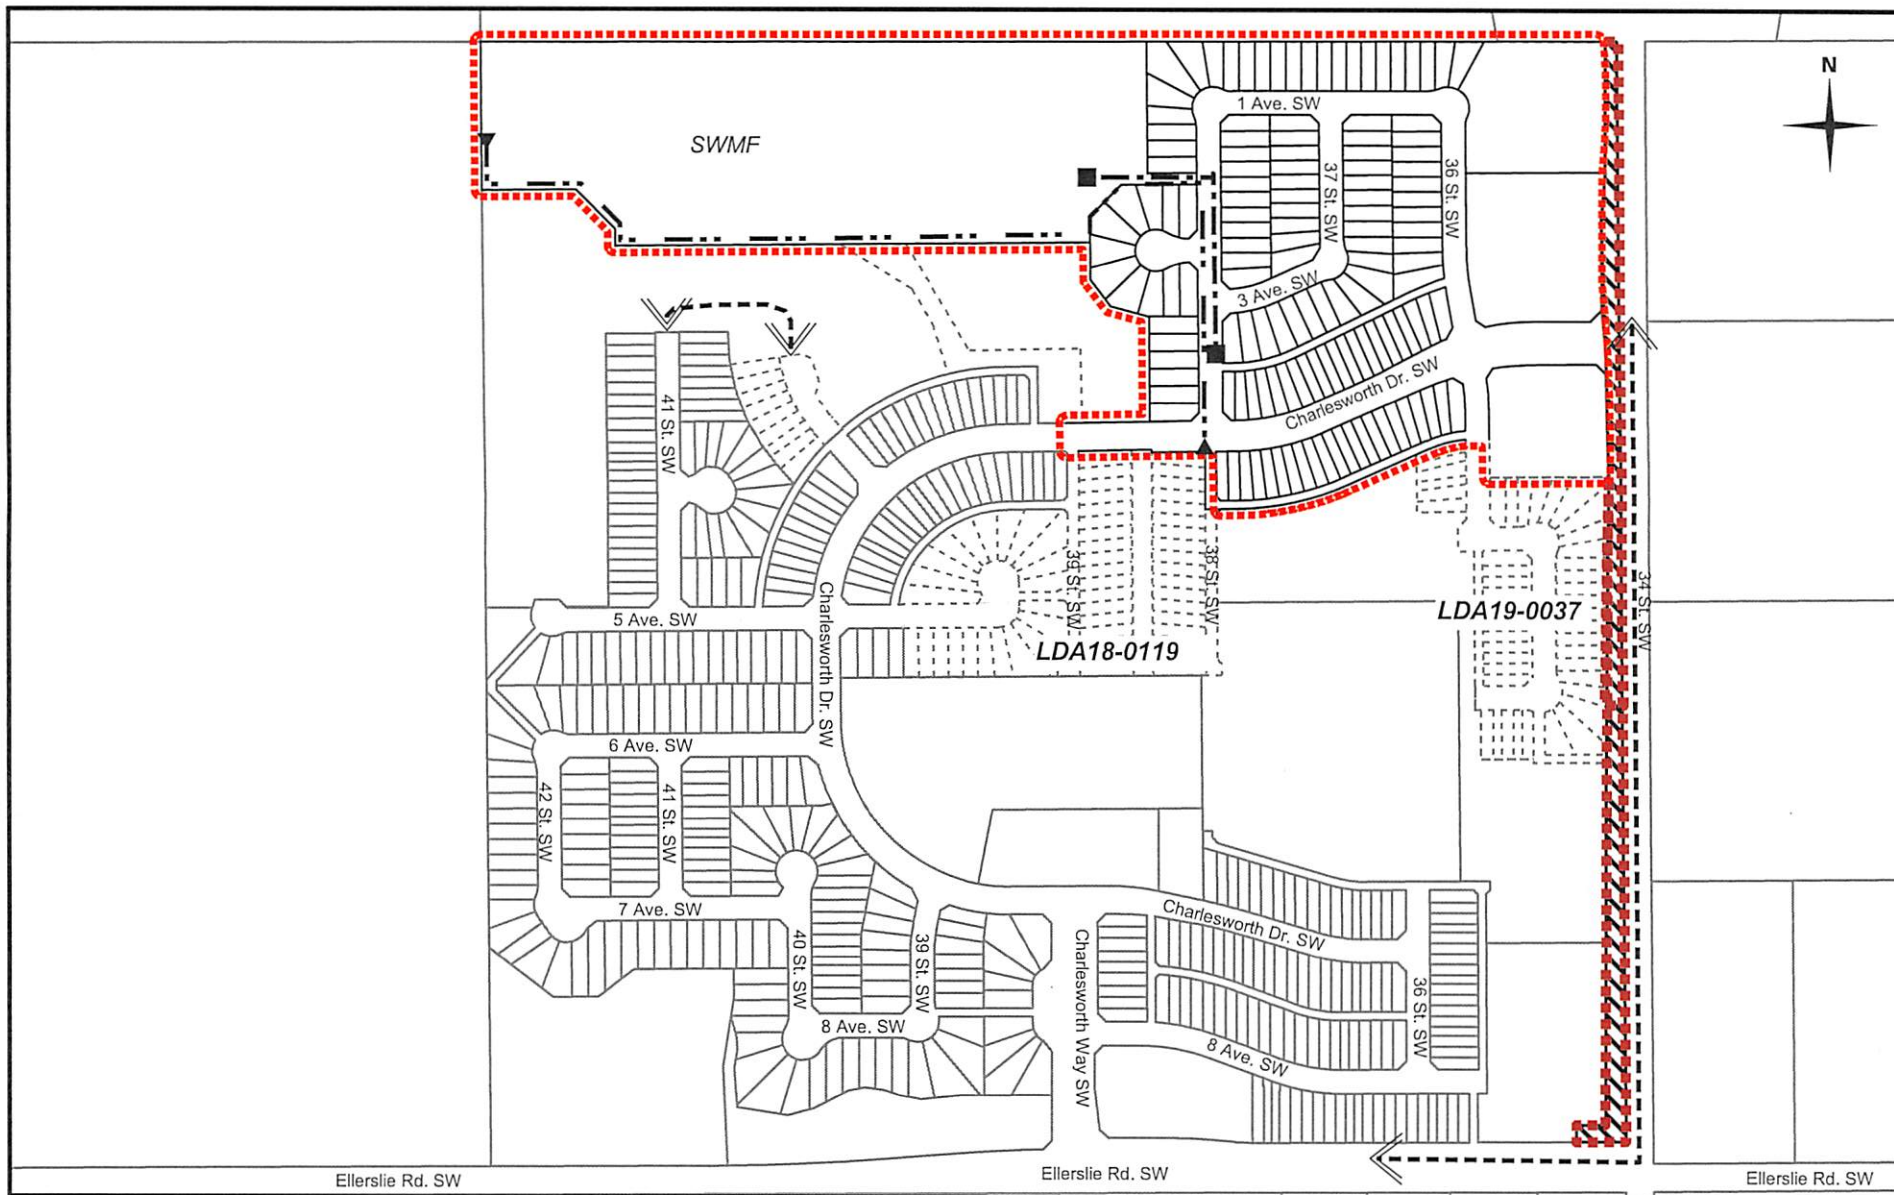 N
1 Ave. SW
SWMF
37 St. SW
36 St. SW
3 Ave. SW
Charlesworth Dr. SW
41 St. SW
39 St. SW
38 St SW
34 St. SW
LDA19-0037
5 Ave. SW
Charlesworth Dr. SW
LDA18-0119
6 Ave. SW
42 St. SW
41 St. SW
7 Ave. SW
40 St. SW
39 St. SW
Charlesworth Dr. SW
Charlesworth Way SW
36 St. SW
8 Ave. SW
8 Ave. SW
Ellerslie Rd. SW
Ellerslie Rd. SW
Ellerslie Rd. SW